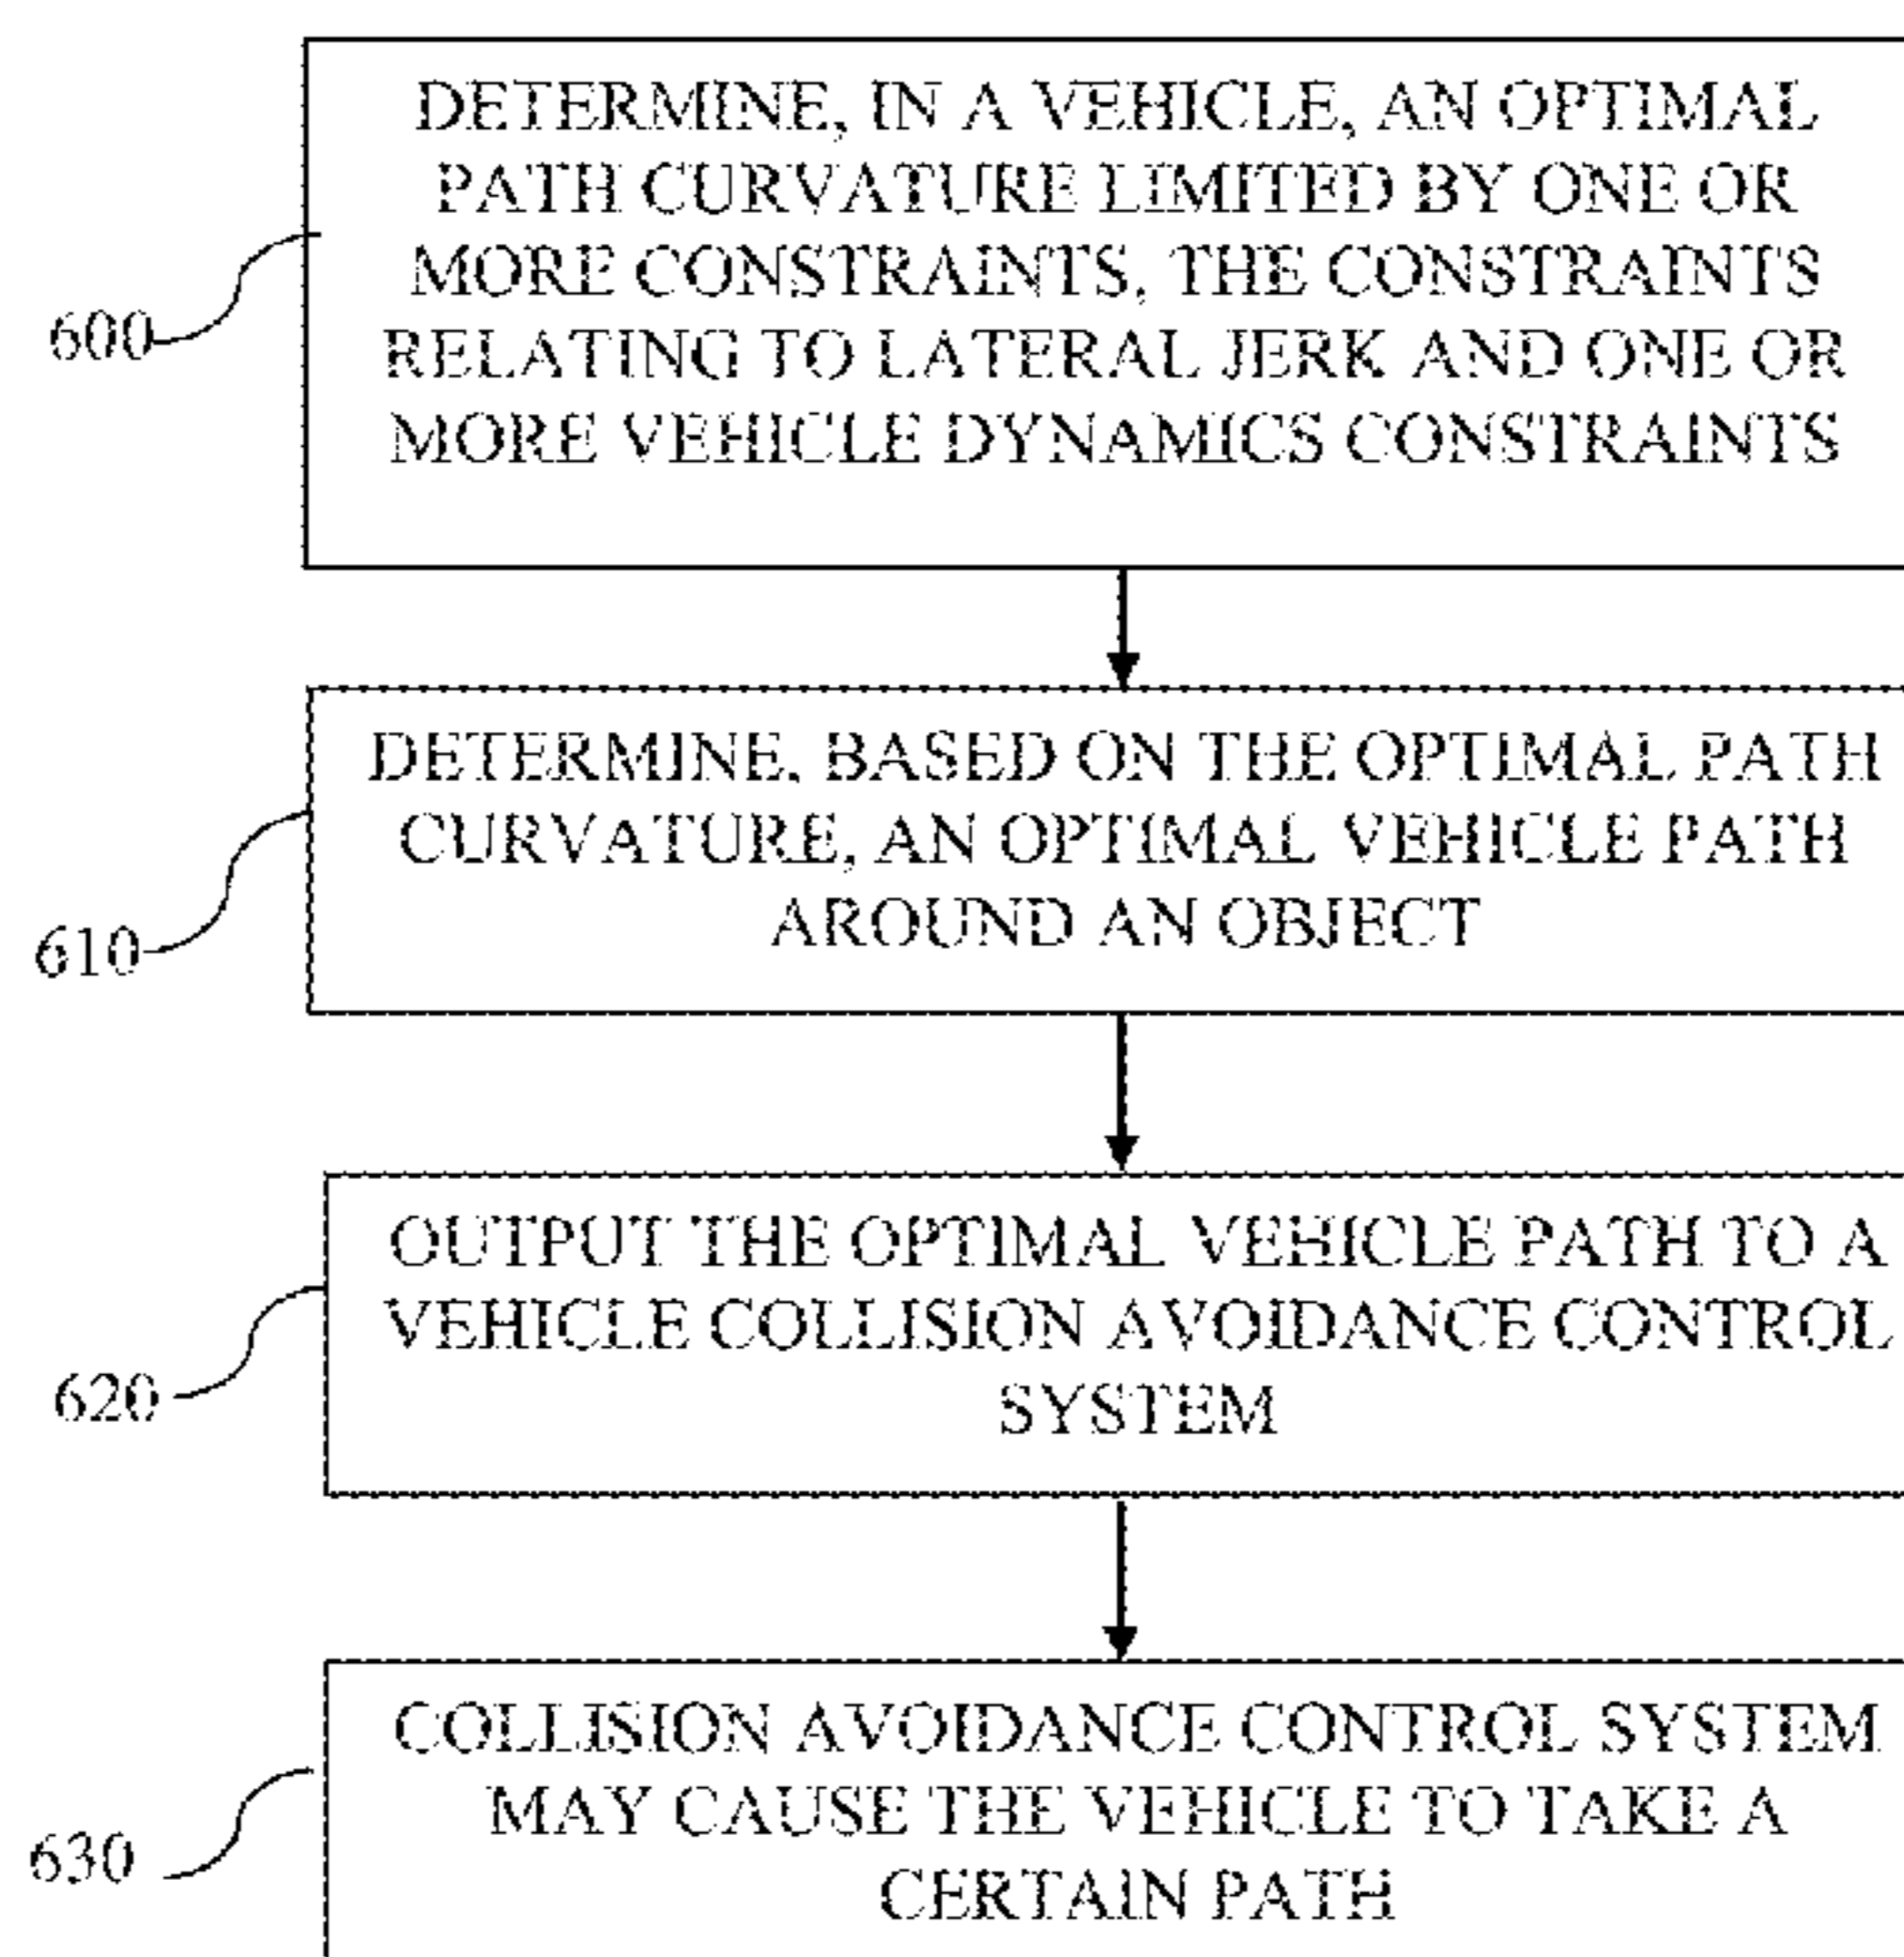 DETERMINE, IN A VEHICLE, AN OPTIMAL
PATH CURVATURE LIMITED BY ONE OR
MORE CONSTRAINTS, THE CONSTRAINTS
RELATING TO LATERAL JERK AND ONE OR
MORE VEHICLE DYNAMICS CONSTRAINTS
600
DETERMINE, BASED ON THE OPTIMAL PATH
CURVATURE, AN OPTIMAL VEHICLE PATH
AROUND AN OBJECT
610
OUTPUT THE OPTIMAL VEHICLE PATH TO A
VEHICLE COLLISION AVOIDANCE CONTROL
SYSTEM
620
COLLISION AVOIDANCE CONTROL SYSTEM
MAY CAUSE THE VEHICLE TO TAKE A
CERTAIN PATH
630